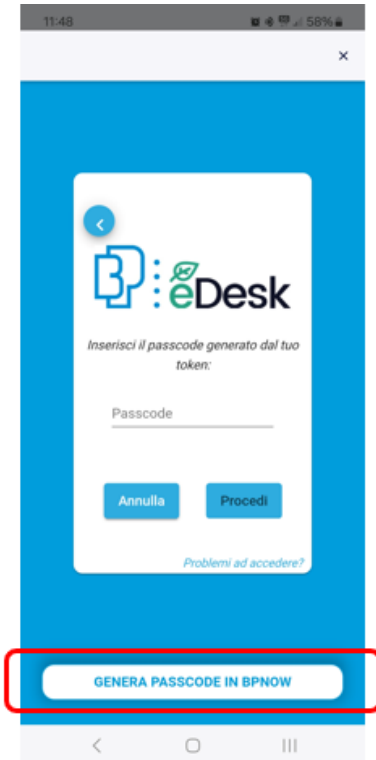 11:48
58%
×
BP eDesk
Inserisci il passcode generato dal tuo
token:
Passcode
Annulla
Procedi
Problemi ad accedere?
GENERA PASSCODE IN BPNOW